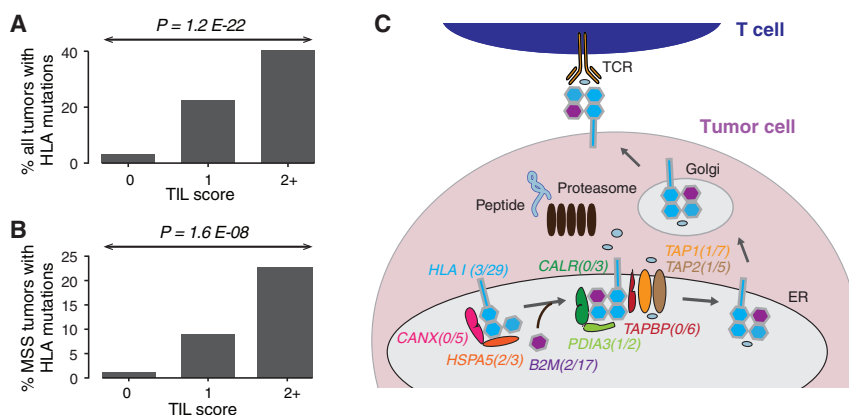 A
P = 1.2 E-22
% all tumors with
HLA mutations
40
20
0
0
1
2+
TIL score
B
P = 1.6 E-08
% MSS tumors with
HLA mutations
25
20
15
10
5
0
0
1
2+
TIL score
C
T cell
TCR
Tumor cell
Golgi
Proteasome
Peptide
TAP1(1/7)
TAP2(1/5)
HLA I (3/29)
CALR(0/3)
ER
CANX(0/5)
TAPBP(0/6)
PDIA3(1/2)
HSPA5(2/3)
B2M(2/17)